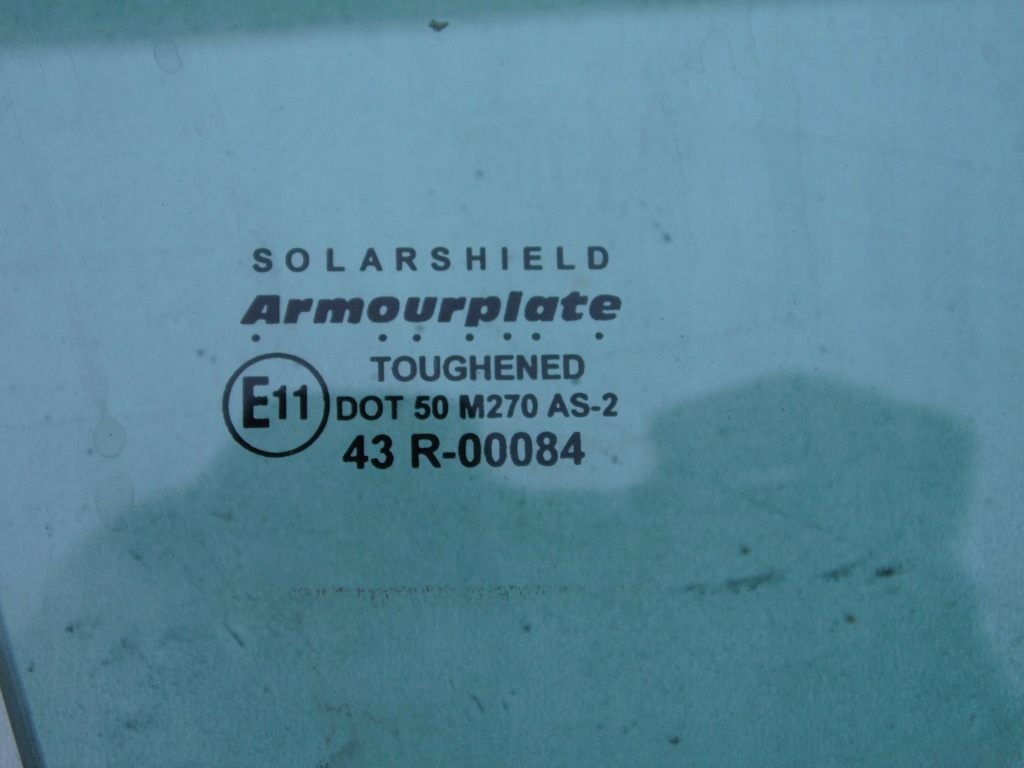 SOLARSHIELD
Armourplate
TOUGHENED
E11 DOT 50 M270 AS-2
43 R-00084